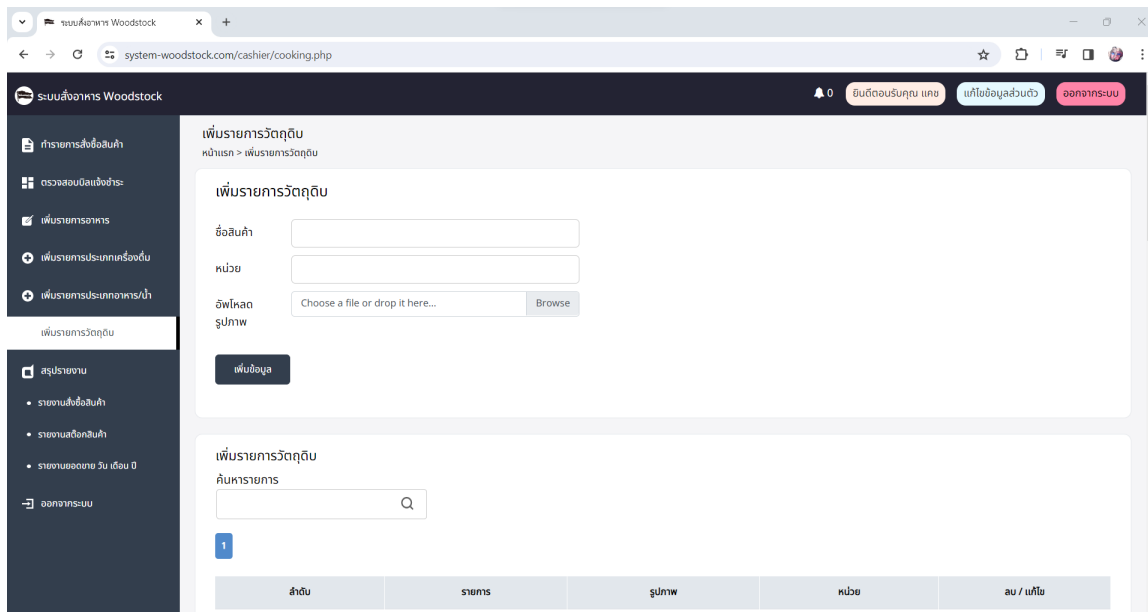 ระบบสั่งอาหาร Woodstock
system-woodstock.com/cashier/cooking.php
ระบบสั่งอาหาร Woodstock
0
ยินดีตอนรับคุณ แคช
แก้ไขข้อมูลส่วนตัว
ออกจากระบบ
ทำรายการสั่งซื้อสินค้า
ตรวจสอบบิลแจ้งชำระ
เพิ่มรายการอาหาร
เพิ่มรายการประเภทเครื่องดื่ม
เพิ่มรายการประเภทอาหาร/น้ำ
เพิ่มรายการวัตถุดิบ
สรุปรายงาน
รายงานสั่งซื้อสินค้า
รายงานสต๊อกสินค้า
รายงานยอดขาย วัน เดือน ปี
ออกจากระบบ
เพิ่มรายการวัตถุดิบ
หน้าแรก > เพิ่มรายการวัตถุดิบ
เพิ่มรายการวัตถุดิบ
ชื่อสินค้า
หน่วย
อัพโหลด
รูปภาพ
Choose a file or drop it here...
Browse
เพิ่มข้อมูล
เพิ่มรายการวัตถุดิบ
ค้นหารายการ
1
ลำดับ รายการ รูปภาพ หน่วย ลบ / แก้ไข